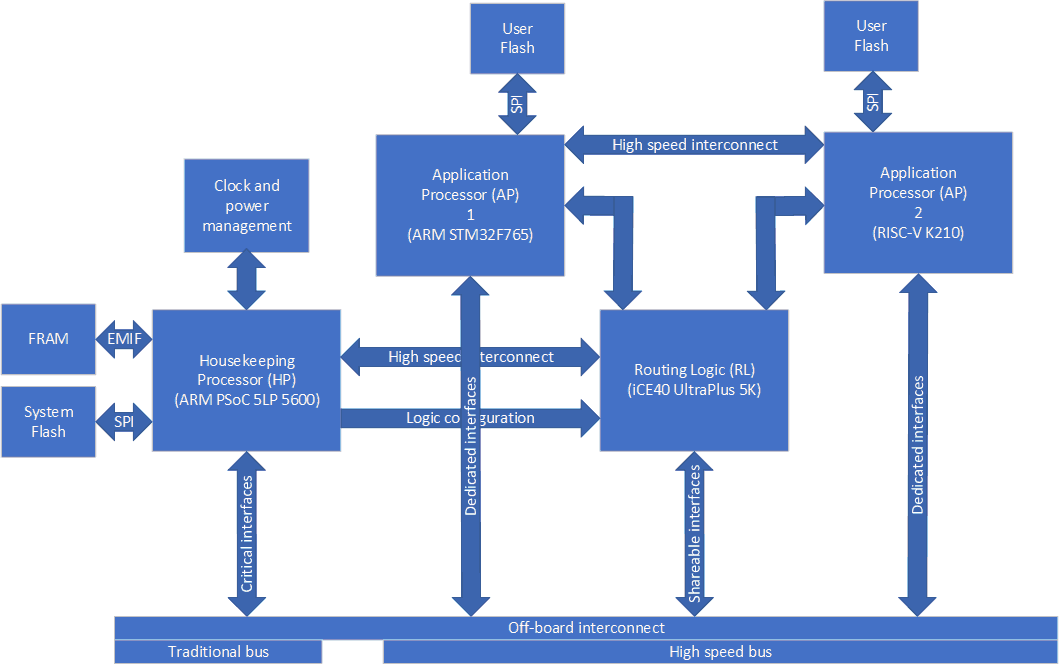 User
Flash
User
Flash
SPI
SPI
High speed interconnect
Application
Processor (AP)
1
(ARM STM32F765)
Application
Processor (AP)
2
(RISC-V K210)
Clock and
power
management
FRAM
EMIF
Housekeeping
Processor (HP)
(ARM PSoC 5LP 5600)
High speed interconnect
Routing Logic (RL)
(iCE40 UltraPlus 5K)
System
Flash
SPI
Logic configuration
Critical interfaces
Dedicated interfaces
Shareable interfaces
Dedicated interfaces
Off-board interconnect
Traditional bus
High speed bus